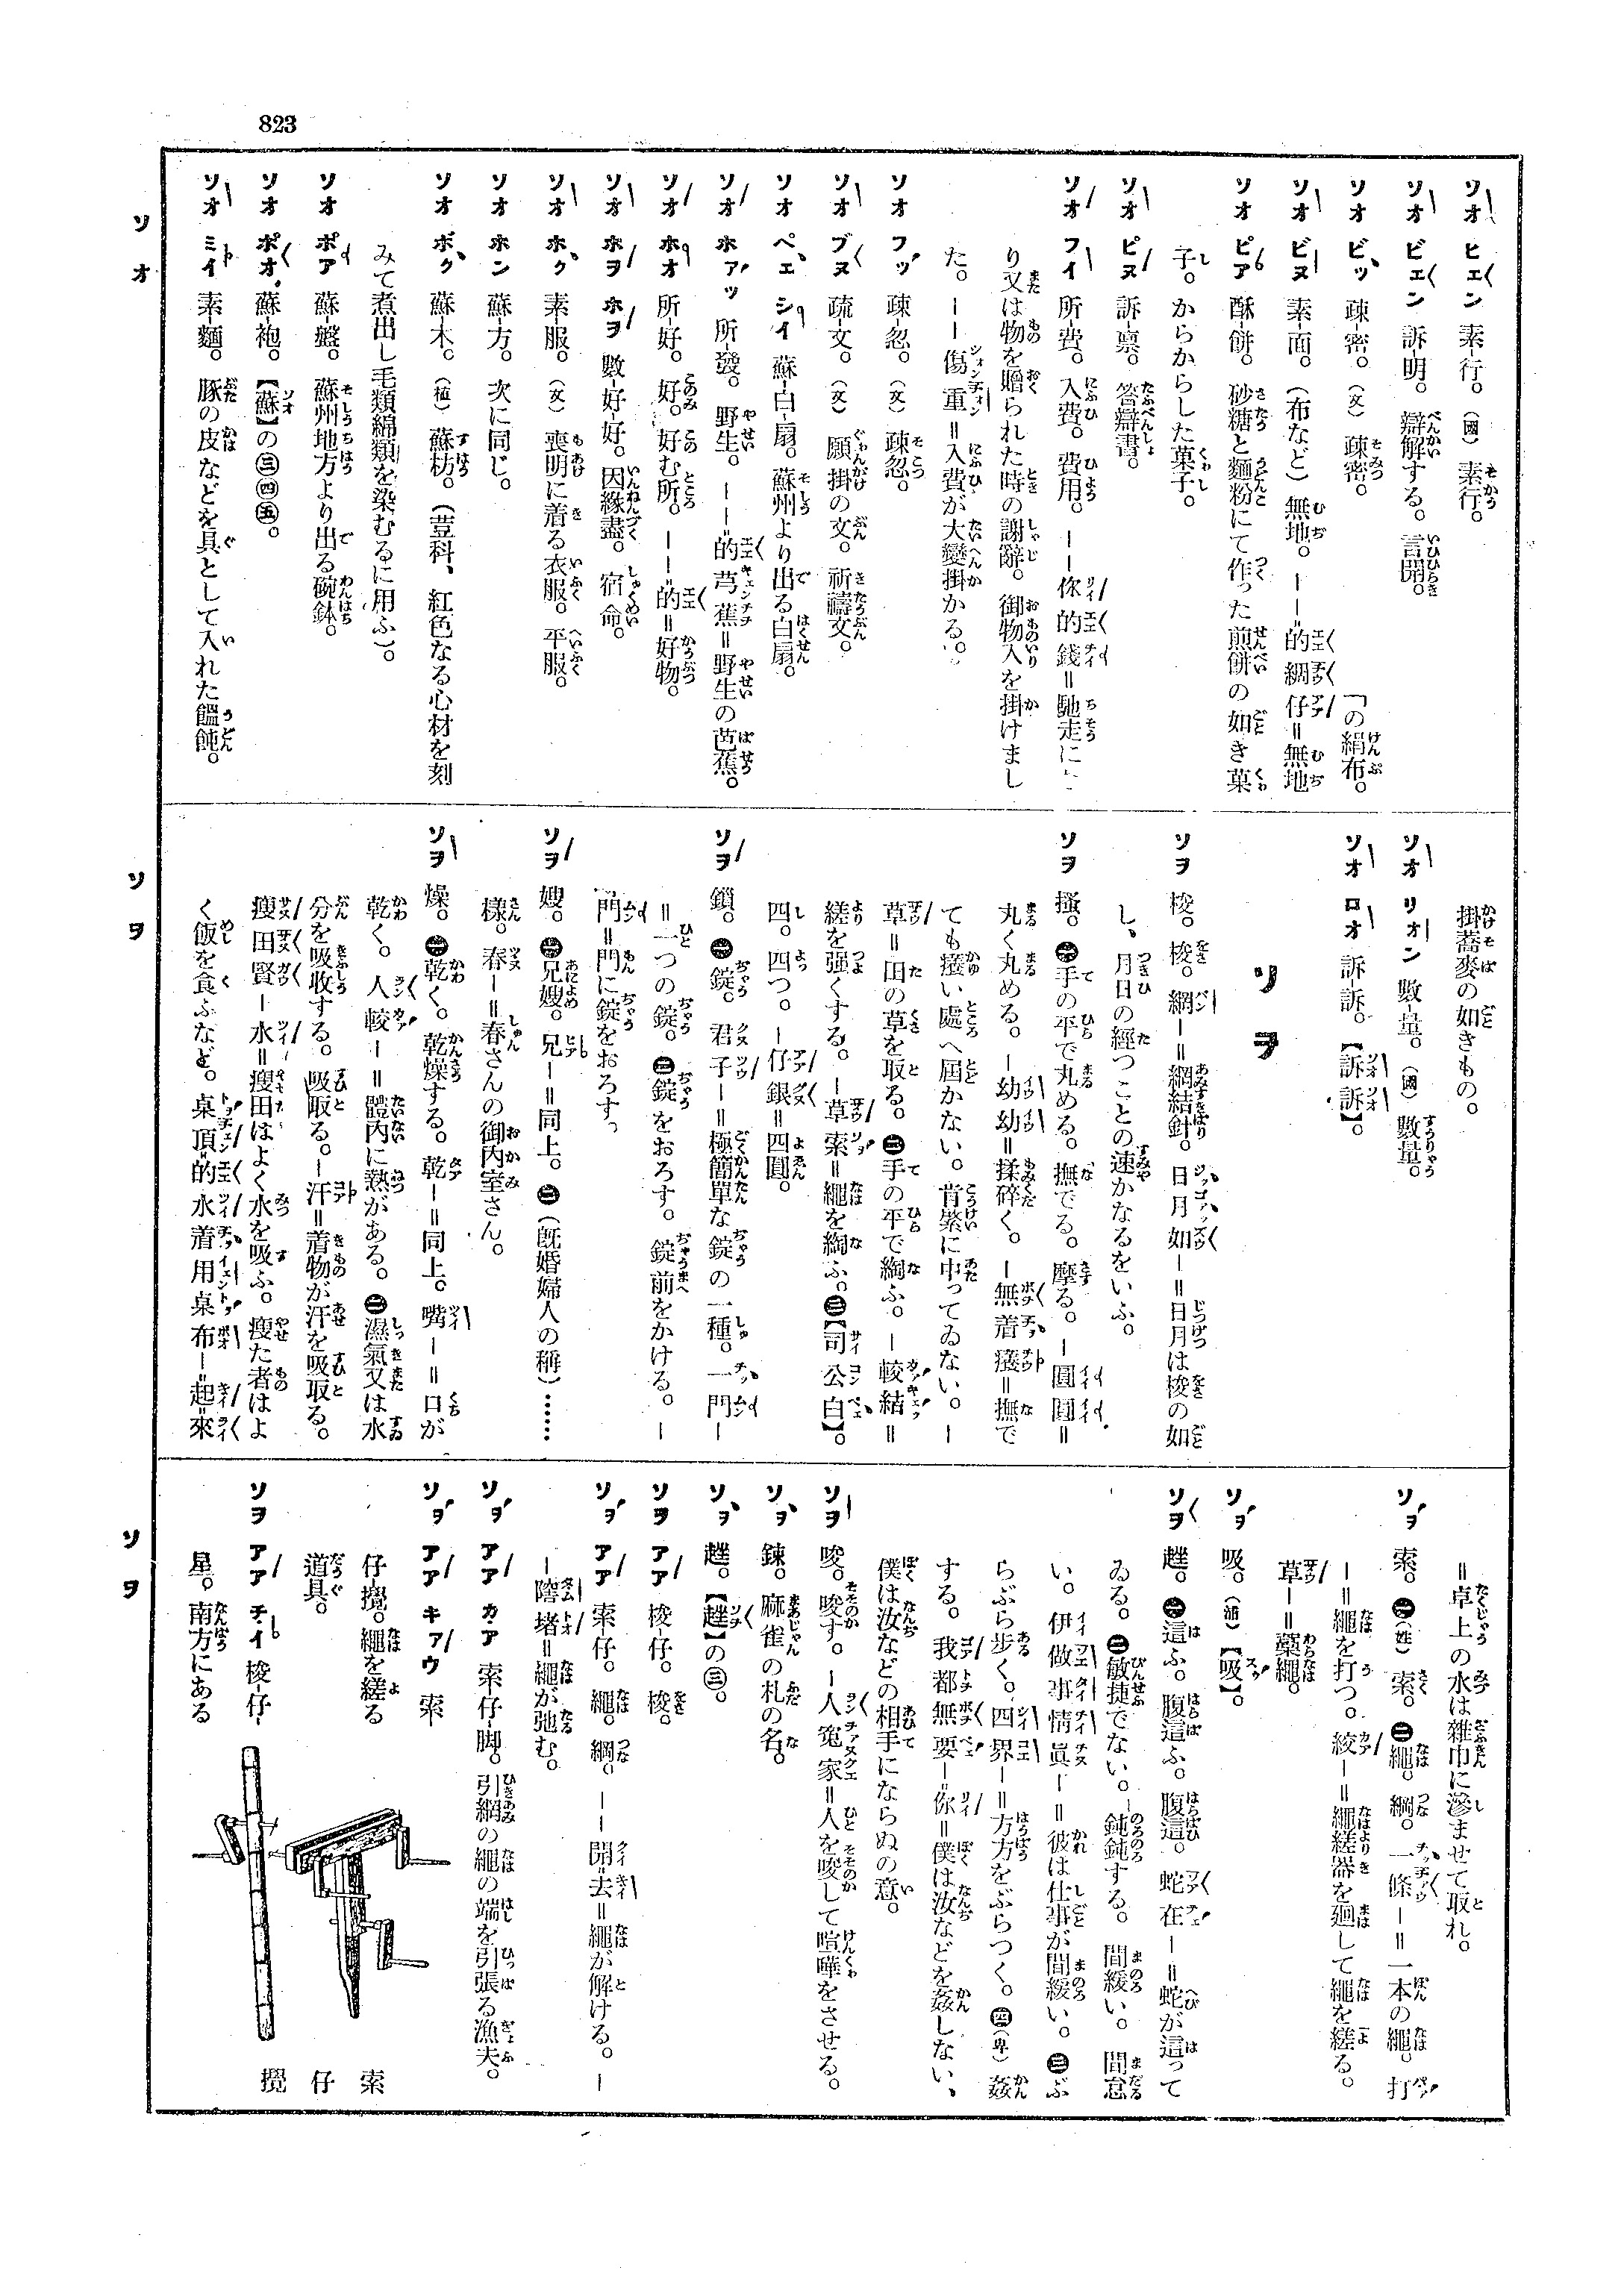 823
ソオ ヒェン 素-行。(國) 素行。
ソオ ビェン 訴-明。辯解する。言開。
ソオ ビッ 疎-密。(文) 疎密。
ソオ ビヌ 素-面。(布など) 無地。――=的綢仔=無地の絹布。
ソオ ピア 酥-餠。砂糖と麵粉にて作った煎餠の如き菓
子。からからした菓子。
ソオ ピヌ 訴-禀。答辯書。
ソオ フイ 所-費。入費。費用。――你的錢=馳走に
り又は物を贈られた時の謝辭。御物入を掛けまし
た。――傷重=入費が大變掛かる。
ソオ フッ 疎-忽。(文) 疎忽。
ソオ ブヌ 疏-文。(文) 願掛の文。祈禱文。
ソオ ペェ シイ 蘇-白-扇。蘇州より出る白扇。
ソオ ホアッ 所-發。野生。――=的芎蕉=野生の芭蕉。
ソオ ホオ 所-好。好。好む所。――=的=好物。
ソオ ホヲ ホヲ 數-好-好。因緣盡。宿命。
ソオ ホク 素-服。(文) 喪明に着る衣服。平服。
ソオ ホン 蘇-方。次に同じ。
ソオ ボク 蘇-木。(植) 蘇枋。(荳科、紅色なる心材を刻
みて煮出し毛類綿類を染むるに用ふ)。
ソオ ポア 蘇-盤。蘇州地方より出る碗鉢。
ソオ ポオ 蘇-袍。【蘇】の㊂㊃㊄。
ソオ ミイ 素-麵。豚の皮などを具として入れた饂飩。
ソオ
掛蕎麥の如きもの。
ソオ リオン 數-量。(國) 數量。
ソオ ロオ 訴-訴。【訴訴】。
ソヲ
ソヲ 梭。梭。網―=網結針。日月如―=日月は梭の如
し、月日の經つことの速かなるをいふ。
ソヲ 搔。㊀手の平で丸める。撫でる。摩る。―圓圓=
丸く丸める。―幼幼=揉碎く。―無着癢=撫で
ても癢い處へ屆かない。肯綮に中ってゐない。―
草=田の草を取る。㊁手の平で綯ふ。―較結=
縒を强くする。―草索=繩を綯ふ。㊂【司公白】。
四。四つ。―仔銀=四圓。
ソヲ 鎖。㊀錠。君子―=極簡單な錠の一種。一門―
=一つの錠。㊁錠をおろす。錠前をかける。―
門=門に錠をおろす。
ソヲ 嫂。㊀兄嫂。兄―=同上。㊁(旣婚婦人の稱)……
樣。春―=春さんの御內室さん。
ソヲ 燥。㊀乾く。乾燥する。乾―=同上。嘴―=口が
乾く。人較―=體內に熱がある。㊁濕氣又は水
分を吸收する。吸取る。―汗=着物が汗を吸取る。
瘦田賢―水=瘦田はよく水を吸ふ。瘦た者はよ
く飯を食ふなど。桌頂=的水着用桌布―=起來
ソヲ
=卓上の水は雜巾に滲ませて取れ。
ソヲ 索。㊀(姓) 索。㊁繩。綱。一條―=一本の繩。打
―=繩を打つ。絞―=繩縒器を廻して繩を縒る。
草―=藁繩。
ソヲ 吸。(泄)【吸】。
ソヲ 趖。㊀這ふ。腹這ふ。腹這。蛇在―=蛇が這って
ゐる。㊁敏捷でない。鈍鈍する。間緩い。間怠
い。伊做事情眞―=彼は仕事が間緩い。㊂ぶ
らぶら步く。四界―=方方をぶらつく。㊃(卑) 姦
する。我都無要―你=僕は汝などを姦しない、
僕は汝などの相手にならぬの意。
ソヲ 唆。唆す。―人寃家=人を唆して喧嘩をさせる。
ソヲ 錬。麻雀の札の名。
ソヲ 趖。【趖】の㊂。
ソヲ アア 梭-仔。梭。
ソヲ アア 索-仔。繩。綱。――開=去=繩が解ける。―
―墜堵=繩が弛む。
ソヲ アア カア 索仔-脚。引網の繩の端を引張る漁夫。
ソヲ アア キアウ 索
仔-攪。繩を縒る
道具。
ソヲ アア チイ 梭-仔-
星。南方にある
索仔攪
ソヲ